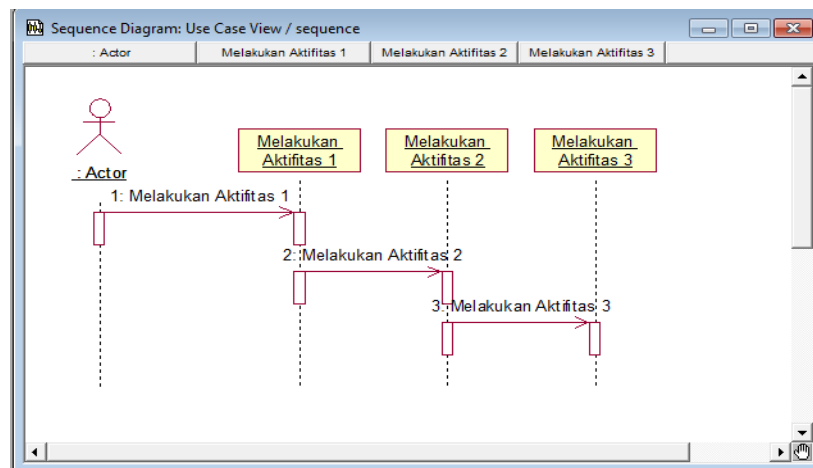 Sequence Diagram: Use Case View / sequence
: Actor
Melakukan Aktifitas 1
Melakukan Aktifitas 2
Melakukan Aktifitas 3
Melakukan
Aktifitas 1
Melakukan
Aktifitas 2
Melakukan
Aktifitas 3
: Actor
1: Melakukan Aktifitas 1
2: Melakukan Aktifitas 2
3: Melakukan Aktifitas 3